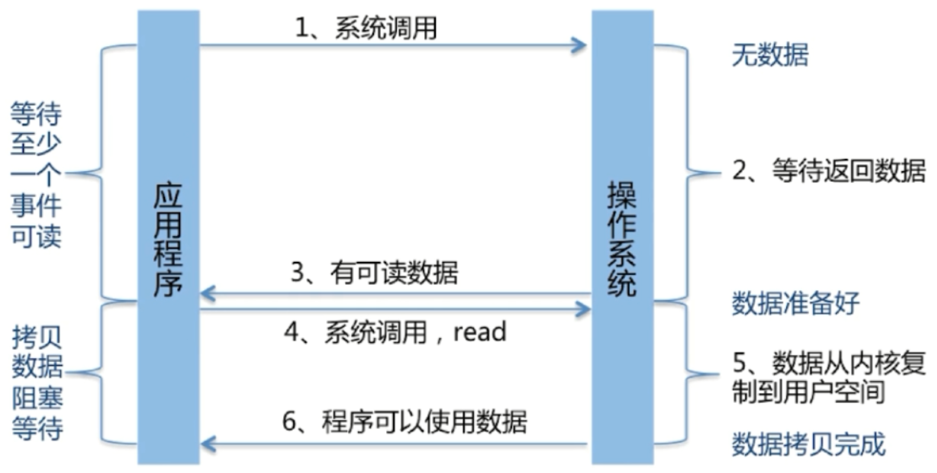 1、系统调用
无数据
等待
至少
一个
事件
可读
2、等待返回数据
应用程序
操作系统
3、有可读数据
数据准备好
4、系统调用，read
拷贝
数据
阻塞
等待
5、数据从内核复
制到用户空间
6、程序可以使用数据
数据拷贝完成